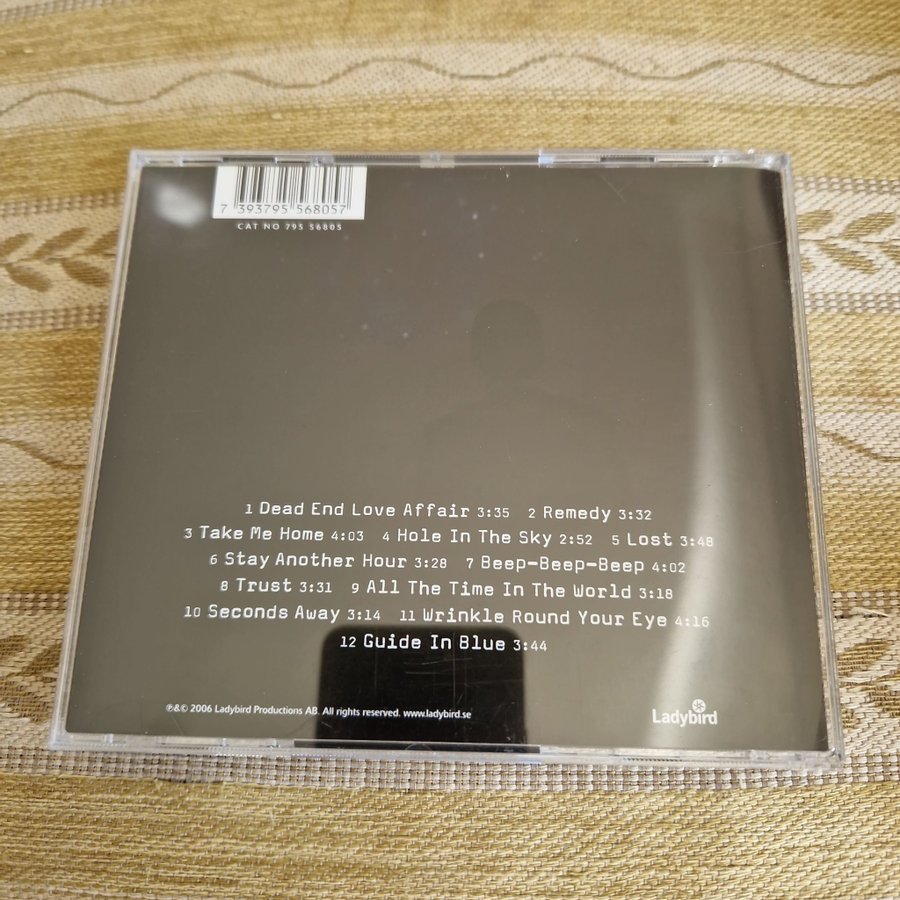 7 393795 568057
CAT NO 795 56805
1 Dead End Love Affair 3:35 2 Remedy 3:32
3 Take Me Home 4:03 4 Hole In The Sky 2:52 5 Lost 3:48
6 Stay Another Hour 3:28 7 Beep-Beep-Beep 4:02
8 Trust 3:31 9 All The Time In The World 3:18
10 Seconds Away 3:14 11 Wrinkle Round Your Eye 4:16
12 Guide In Blue 3:44
℗&© 2006 Ladybird Productions AB. All rights reserved. www.ladybird.se
Ladybird